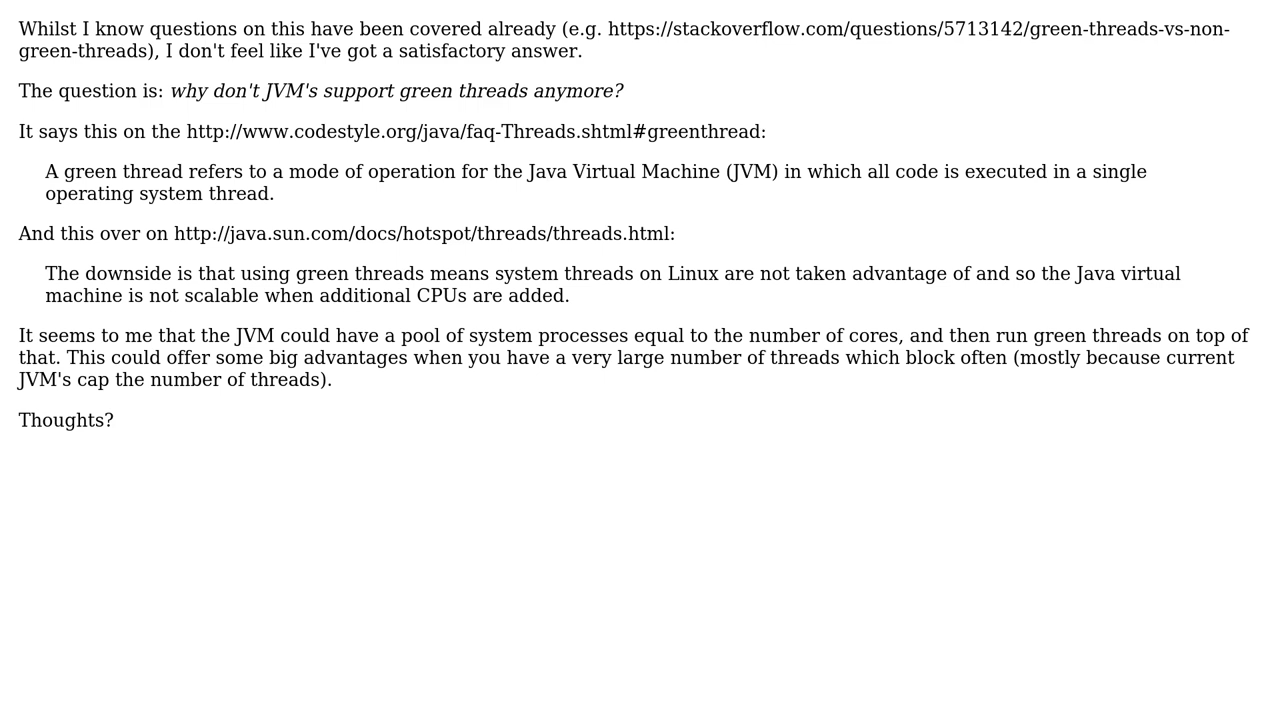 Whilst I know questions on this have been covered already (e.g. https://stackoverflow.com/questions/5713142/green-threads-vs-non-
green-threads), I don't feel like I've got a satisfactory answer.
The question is: why don't JVM's support green threads anymore?
It says this on the http://www.codestyle.org/java/faq-Threads.shtml#greenthread:
A green thread refers to a mode of operation for the Java Virtual Machine (JVM) in which all code is executed in a single
operating system thread.
And this over on http://java.sun.com/docs/hotspot/threads/threads.html:
The downside is that using green threads means system threads on Linux are not taken advantage of and so the Java virtual
machine is not scalable when additional CPUs are added.
It seems to me that the JVM could have a pool of system processes equal to the number of cores, and then run green threads on top of
that. This could offer some big advantages when you have a very large number of threads which block often (mostly because current
JVM's cap the number of threads).
Thoughts?